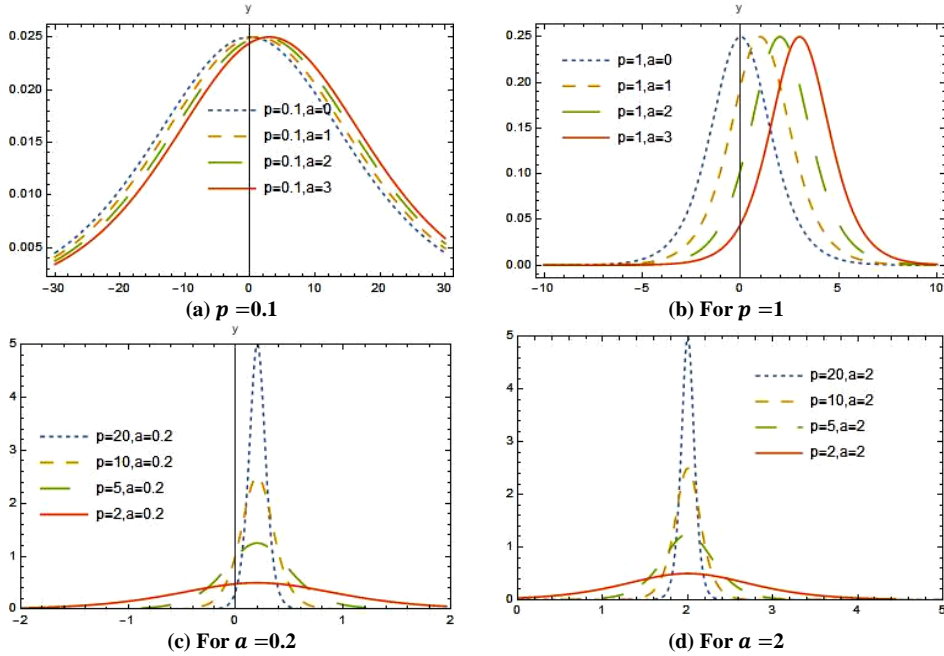 y
y
0.025
0.020
0.015
0.010
0.005
p=0.1,a=0
p=0.1,a=1
p=0.1,a=2
p=0.1,a=3
-30
-20
-10
0
10
20
30
(a) p =0.1
0.25
0.20
0.15
0.10
0.05
0.00
p=1,a=0
p=1,a=1
p=1,a=2
p=1,a=3
-10
-5
0
5
10
(b) For p =1
y
5
4
3
2
1
0
p=20,a=0.2
p=10,a=0.2
p=5,a=0.2
p=2,a=0.2
-2
-1
0
1
2
(c) For a =0.2
y
5
4
3
2
1
0
p=20,a=2
p=10,a=2
p=5,a=2
p=2,a=2
0
1
2
3
4
5
(d) For a =2